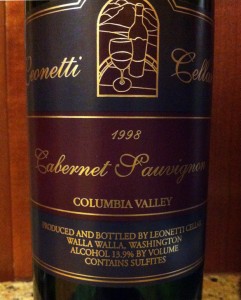 Leonetti Cellar
1998
Cabernet Sauvignon
COLUMBIA VALLEY
PRODUCED AND BOTTLED BY LEONETTI CELLAR
WALLA WALLA, WASHINGTON
ALCOHOL 13.9% BY VOLUME
CONTAINS SULFITES